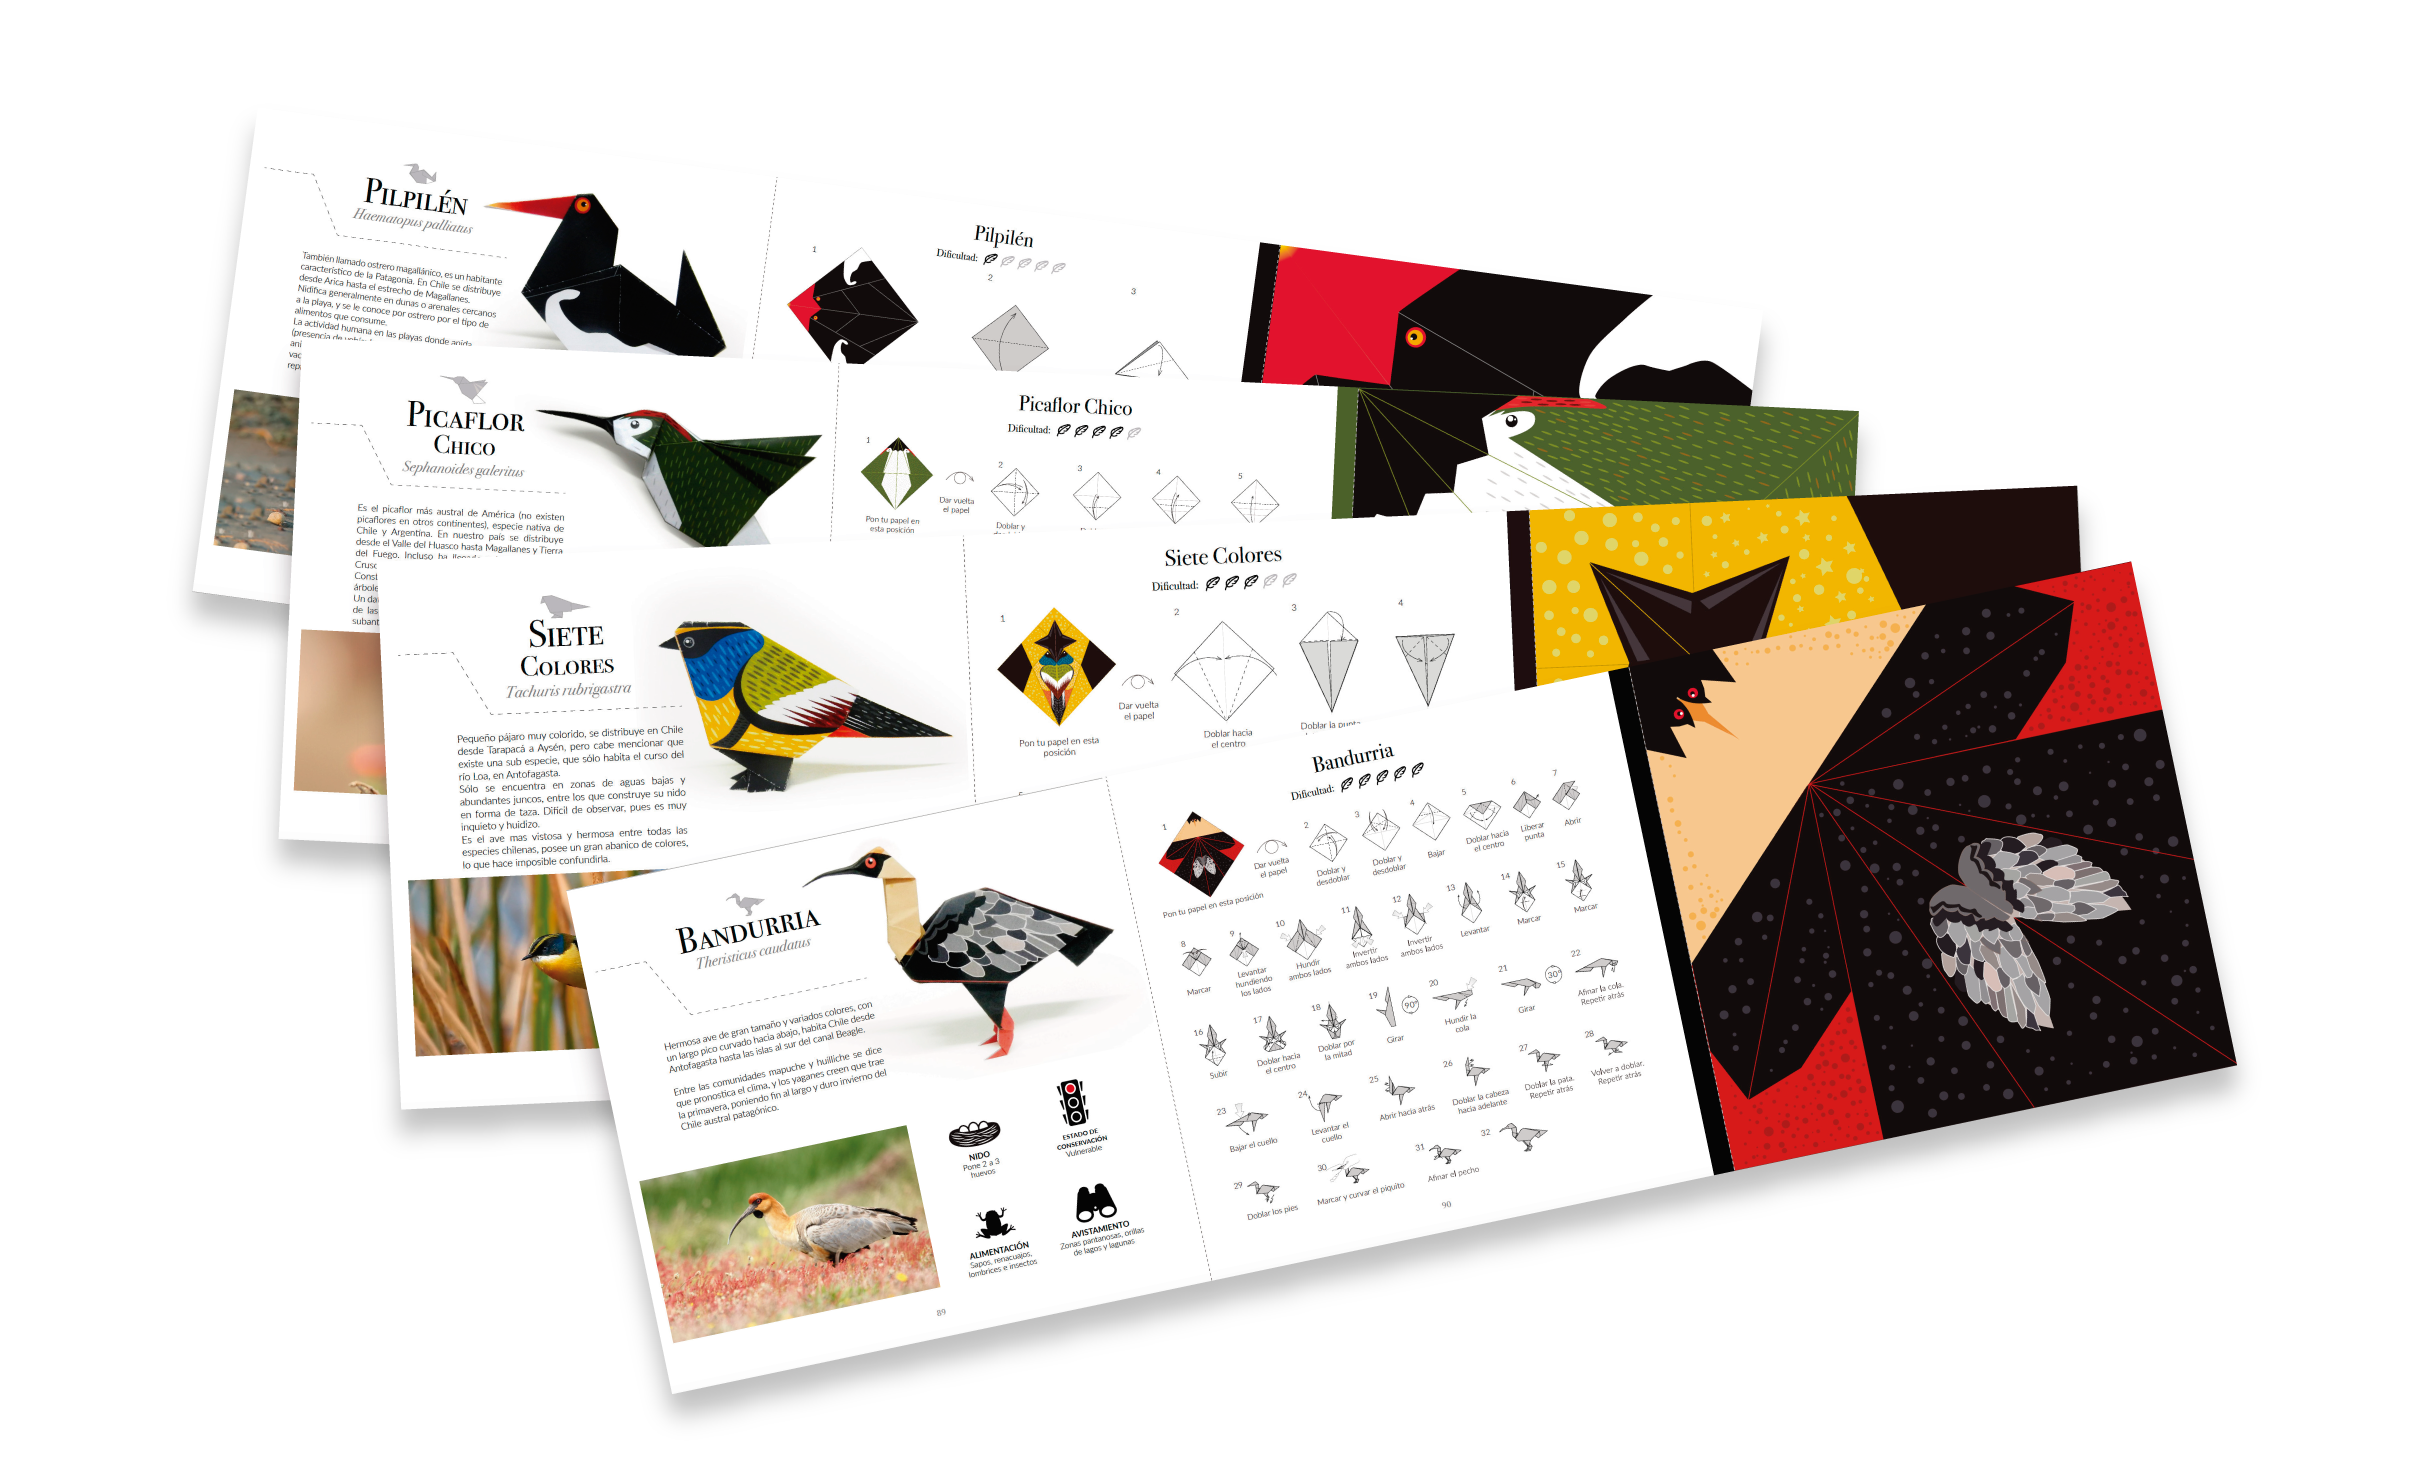 PILPILÉN
Haematopus palliatus
También llamado ostrero magallánico, es un habitante
característico de la Patagonia. En Chile se distribuye
desde Arica hasta el estrecho de Magallanes.
Nidifica generalmente en dunas o arenales cercanos
a la playa, y se le conoce por ostrero por el tipo de
alimentos que consume.
La actividad humana en las playas donde anida
(presencia de
Pilpilén
Dificultad:
1
2
3
PICAFLOR
CHICO
Sephanoides galeritus
Es el picaflor más austral de América (no existen
picaflores en otros continentes), especie nativa de
Chile y Argentina. En nuestro país se distribuye
desde el Valle del Huasco hasta Magallanes y Tierra
del Fuego. Incluso ha
de las
Picaflor Chico
Dificultad:
1
Pon tu papel en
esta posición
Dar vuelta
el papel
2
Doblar y
3
4
5
SIETE
COLORES
Tachuris rubrigastra
Pequeño pájaro muy colorido, se distribuye en Chile
desde Tarapacá a Aysén, pero cabe mencionar que
existe una sub especie, que sólo habita el curso del
río Loa, en Antofagasta.
Sólo se encuentra en zonas de aguas bajas y
abundantes juncos, entre los que construye su nido
en forma de taza. Difícil de observar, pues es muy
inquieto y huidizo.
Es el ave mas vistosa y hermosa entre todas las
especies chilenas, posee un gran abanico de colores,
lo que hace imposible confundirla.
Siete Colores
Dificultad:
1
Pon tu papel en esta
posición
Dar vuelta
el papel
2
Doblar hacia
el centro
3
Doblar la punta
4
BANDURRIA
Theristicus caudatus
Hermosa ave de gran tamaño y variados colores, con
un largo pico curvado hacia abajo, habita Chile desde
Antofagasta hasta las islas al sur del canal Beagle.
Entre las comunidades mapuche y huilliche se dice
que pronostica el clima, y los yaganes creen que trae
la primavera, poniendo fin al largo y duro invierno del
Chile austral patagónico.
NIDO
Pone 2 a 3
huevos
ESTADO DE
CONSERVACIÓN
Vulnerable
ALIMENTACIÓN
Sapos, renacuajos,
lombrices e insectos
AVISTAMIENTO
Zonas pantanosas, orillas
de lagos y lagunas
89
Bandurria
Dificultad:
1
Pon tu papel en esta posición
Dar vuelta
el papel
2
Doblar y
desdoblar
3
Doblar y
desdoblar
4
Bajar
5
Doblar hacia
el centro
6
Liberar
punta
7
Abrir
8
Marcar
9
Levantar
hundiendo
los lados
10
Hundir
ambos lados
11
Invertir
ambos lados
12
Invertir
ambos lados
13
Levantar
14
Marcar
15
Marcar
16
Subir
17
Doblar hacia
el centro
18
Doblar por
la mitad
19
90°
Girar
20
Hundir la
cola
21
30°
Girar
22
Afinar la cola.
Repetir atrás
23
Bajar el cuello
24
Levantar el
cuello
25
Abrir hacia atrás
26
Doblar la cabeza
hacia adelante
27
Doblar la pata.
Repetir atrás
28
Volver a doblar.
Repetir atrás
29
Doblar los pies
30
Marcar y curvar el piquito
31
Afinar el pecho
32
90